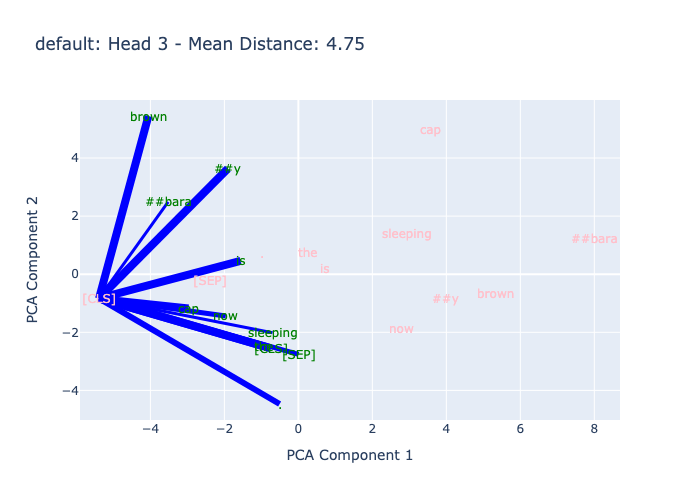 default: Head 3 - Mean Distance: 4.75
brown
cap
4
##y
##bara
2
sleeping
##bara
the
is
is
0
[SEP]
[CLS]
##y
brown
cap
now
−2
sleeping
now
[CLS]
[SEP]
−4
.
−4
−2
0
2
4
6
8
PCA Component 1
PCA Component 2